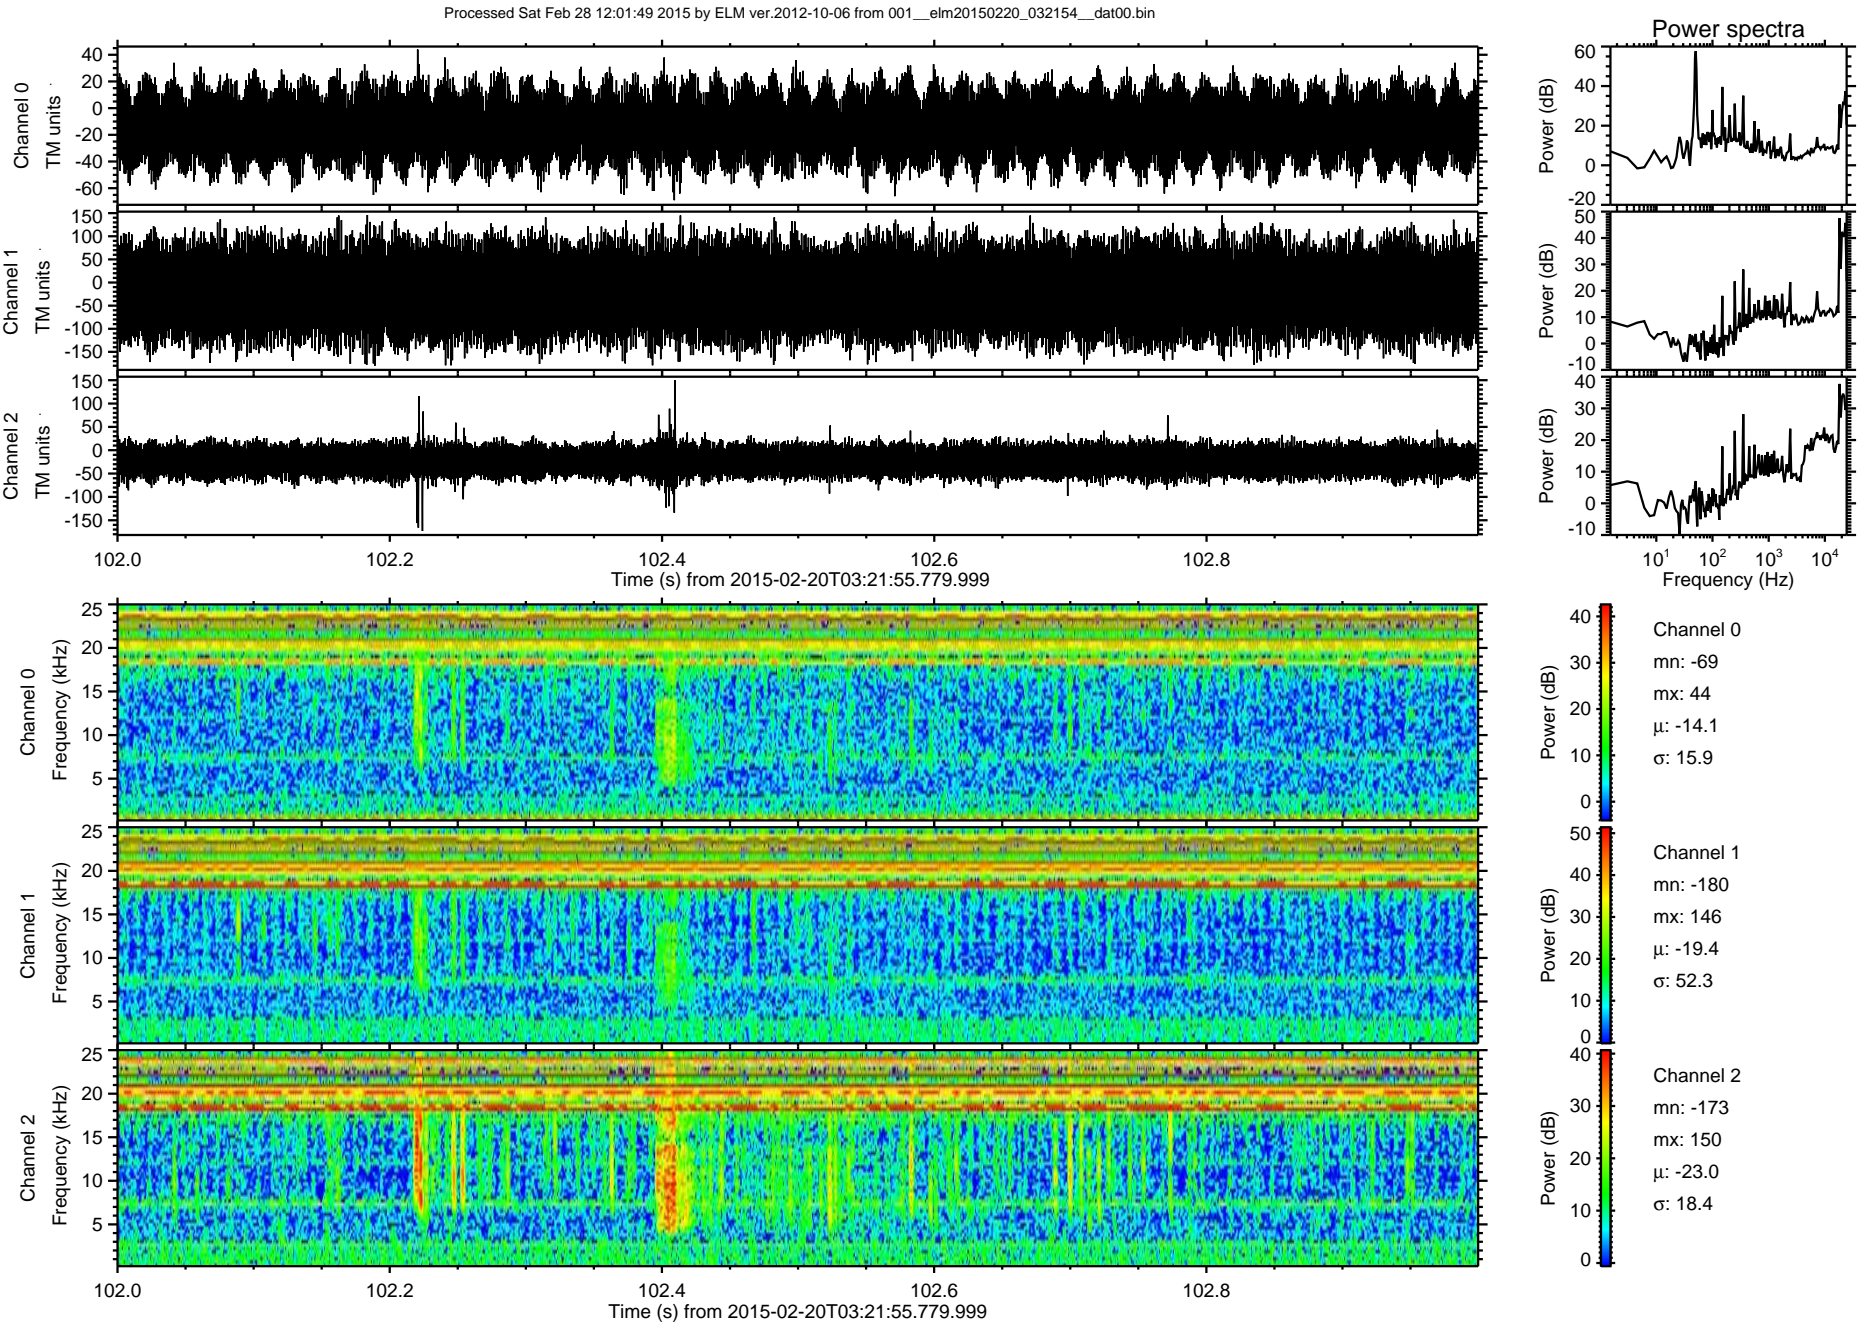 Processed Sat Feb 28 12:01:49 2015 by ELM ver.2012-10-06 from 001__elm20150220_032154__dat00.bin
Power spectra
Channel 0
TM units
40
20
0
-20
-40
-60
Power (dB)
60
40
20
0
-20
Channel 1
TM units
150
100
50
0
-50
-100
-150
Power (dB)
50
40
30
20
10
0
-10
Channel 2
TM units
150
100
50
0
-50
-100
-150
Power (dB)
40
30
20
10
0
-10
102.0 102.2 102.4 102.6 102.8
Time (s) from 2015-02-20T03:21:55.779.999
10¹ 10² 10³ 10⁴
Frequency (Hz)
Channel 0
Frequency (kHz)
25
20
15
10
5
Power (dB)
40
30
20
10
0
Channel 0
mn: -69
mx: 44
μ: -14.1
σ: 15.9
Channel 1
Frequency (kHz)
25
20
15
10
5
Power (dB)
50
40
30
20
10
0
Channel 1
mn: -180
mx: 146
μ: -19.4
σ: 52.3
Channel 2
Frequency (kHz)
25
20
15
10
5
Power (dB)
40
30
20
10
0
Channel 2
mn: -173
mx: 150
μ: -23.0
σ: 18.4
102.0 102.2 102.4 102.6 102.8
Time (s) from 2015-02-20T03:21:55.779.999